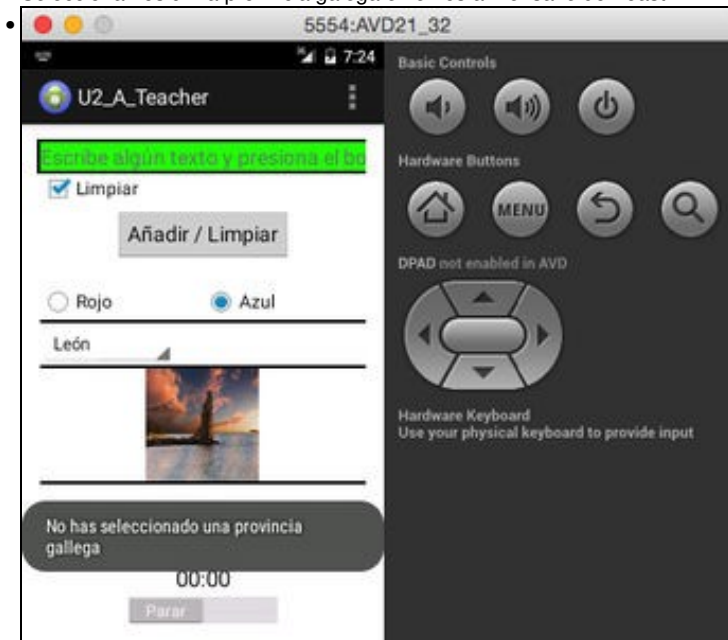 5554:AVD21_32
7:24
U2_A_Teacher
Escribe algún texto y presiona el bo
Limpiar
Añadir / Limpiar
Rojo
Azul
León
No has seleccionado una provincia
gallega
00:00
Parar
Basic Controls
Hardware Buttons
MENU
DPAD not enabled in AVD
Hardware Keyboard
Use your physical keyboard to provide input